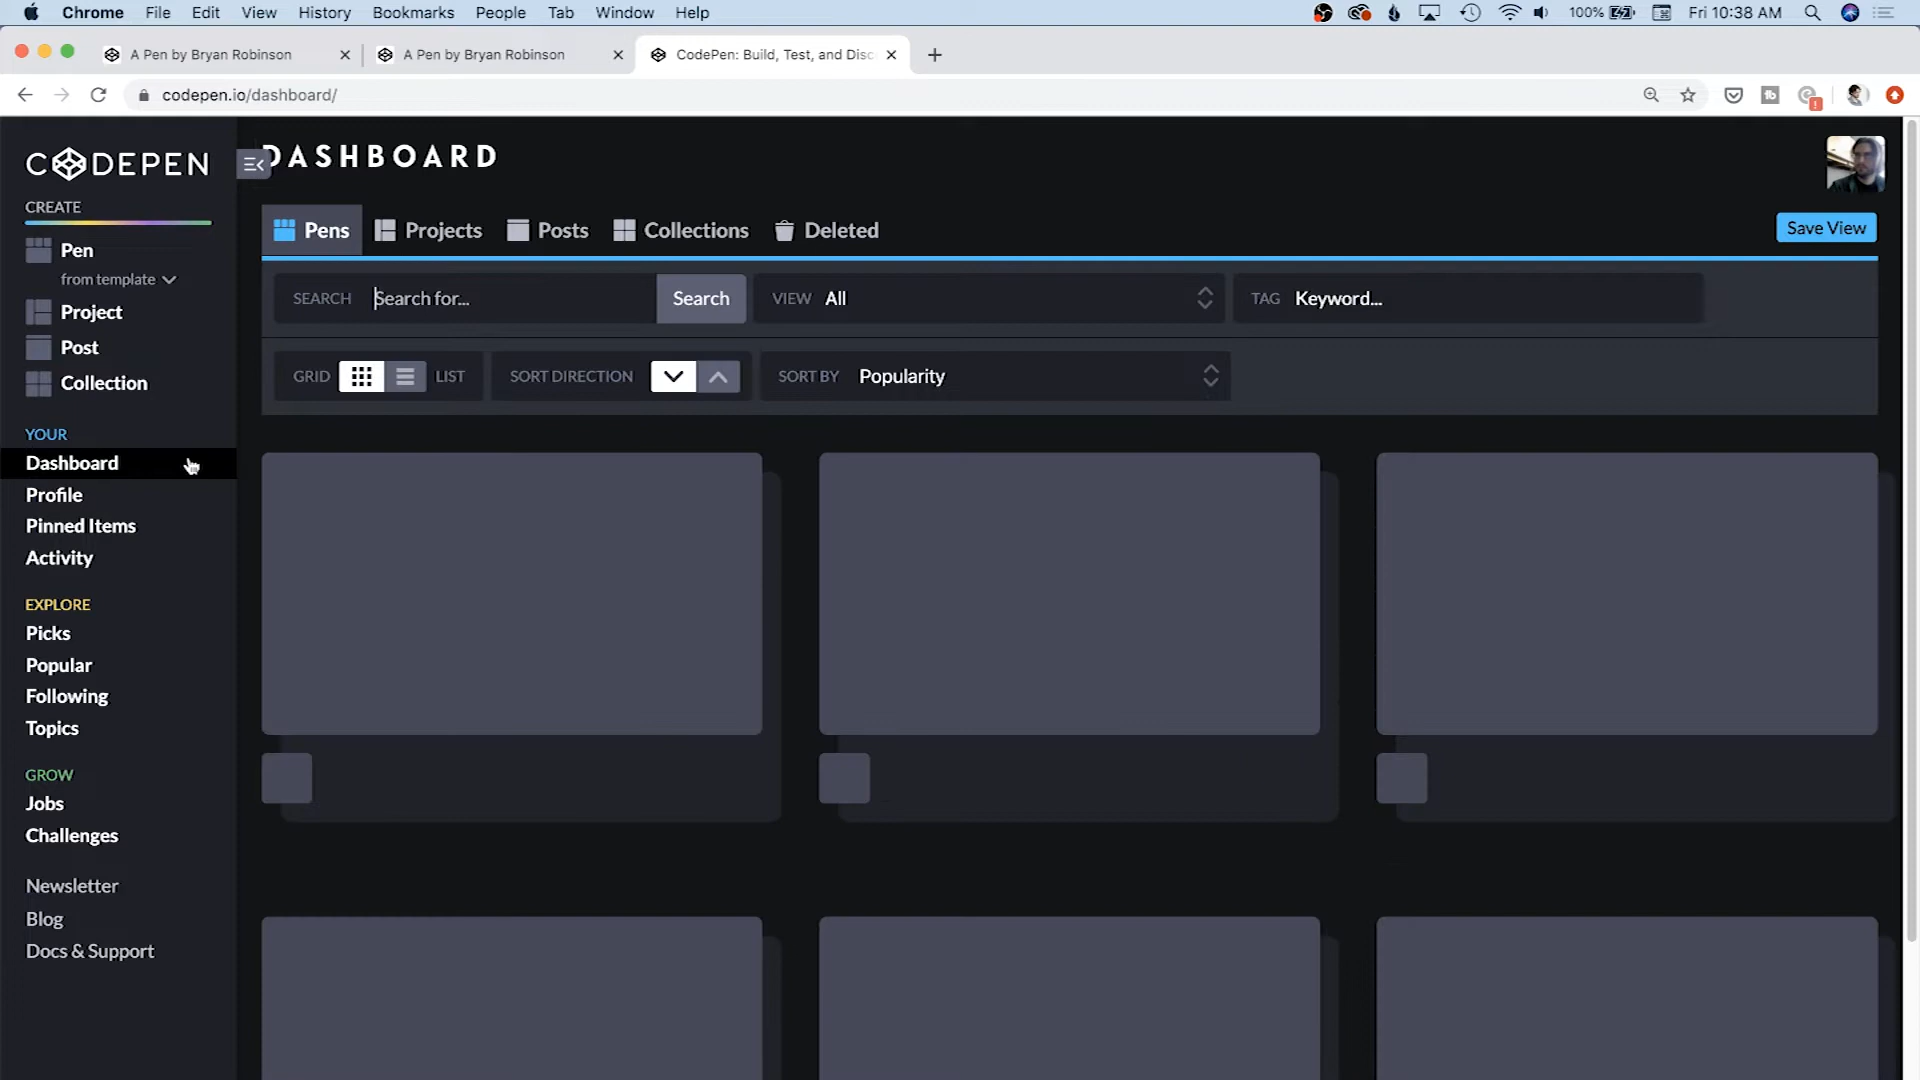 Chrome File Edit View History Bookmarks People Tab Window Help 100% Fri 10:38 AM
A Pen by Bryan Robinson A Pen by Bryan Robinson CodePen: Build, Test, and Disc
codepen.io/dashboard/
CODEPEN
DASHBOARD
CREATE
Pen
from template
Project
Post
Collection
YOUR
Dashboard
Profile
Pinned Items
Activity
EXPLORE
Picks
Popular
Following
Topics
GROW
Jobs
Challenges
Newsletter
Blog
Docs & Support
Pens Projects Posts Collections Deleted Save View
SEARCH Search for... Search VIEW All TAG Keyword...
GRID LIST SORT DIRECTION SORT BY Popularity